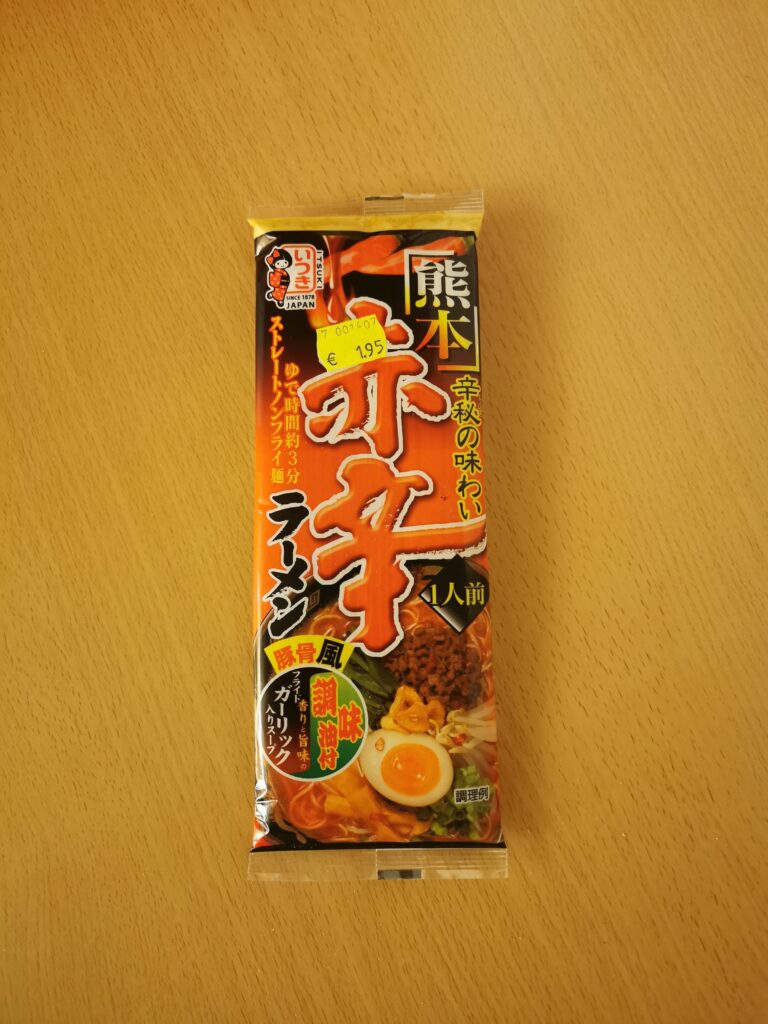 いつき
ITSUKI
SINCE 1878
JAPAN
熊本
7 001407
€ 1.95
赤辛
辛秘の味わい
ゆで時間約3分
ストレートノンフライ麺
ラーメン
1人前
豚骨風
調味油付
香りと旨味の
フライド
ガーリック
入りスープ
調理例